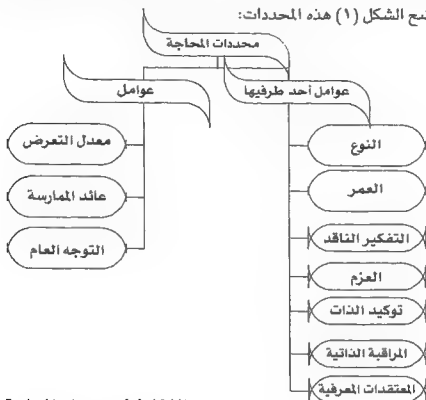 ضح الشكل (١) هذه المحددات:
محددات المحاجة
عوامل أحد طرفيها
عوامل
النوع
العمر
التفكير الناقد
العزم
توكيد الذات
المراقبة الذاتية
المعتقدات المعرفية
معدل التعرض
عائد الممارسة
التوجه العام